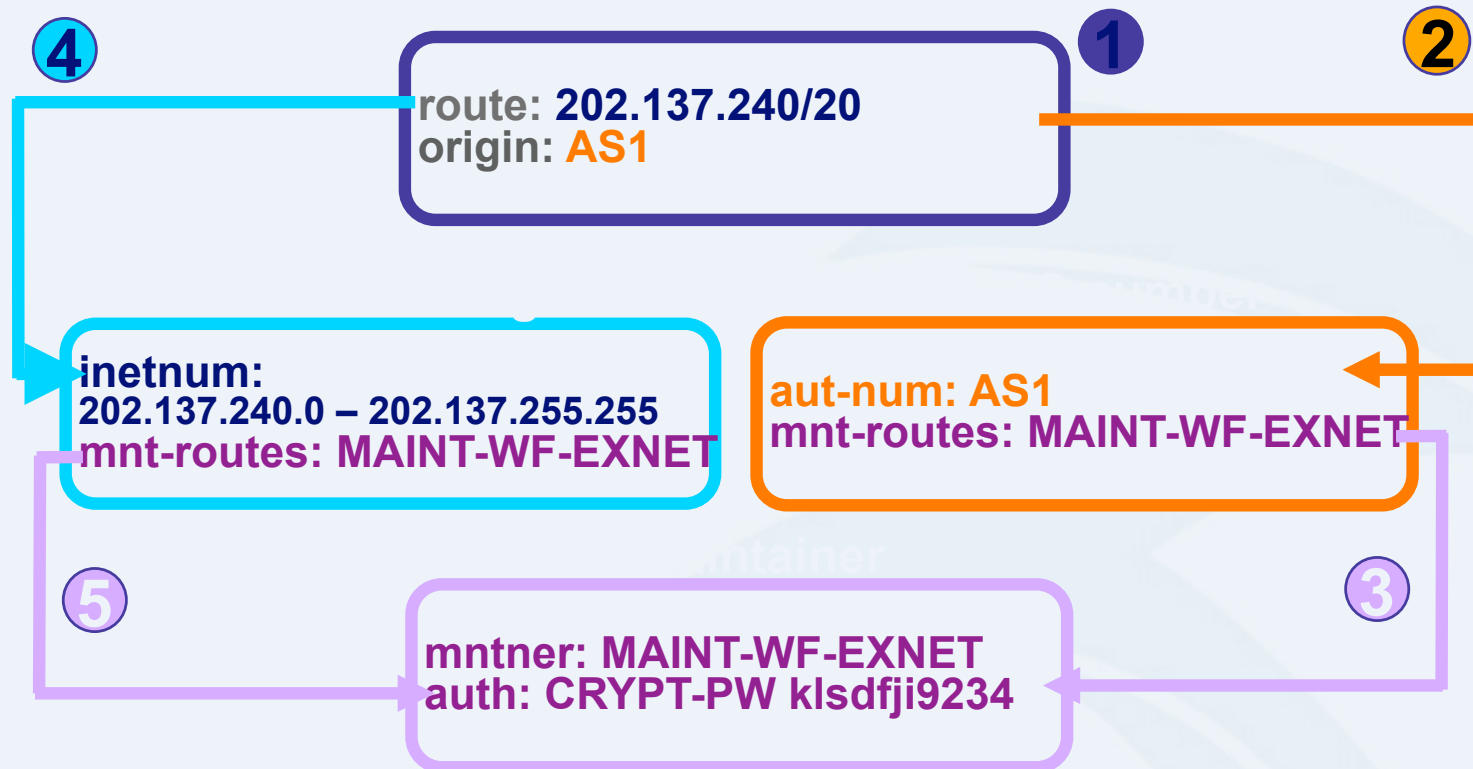 4
1
2
route: 202.137.240/20
origin: AS1
inetnum:
202.137.240.0 – 202.137.255.255
mnt-routes: MAINT-WF-EXNET
aut-num: AS1
mnt-routes: MAINT-WF-EXNET
5
3
mntner: MAINT-WF-EXNET
auth: CRYPT-PW klsdfji9234